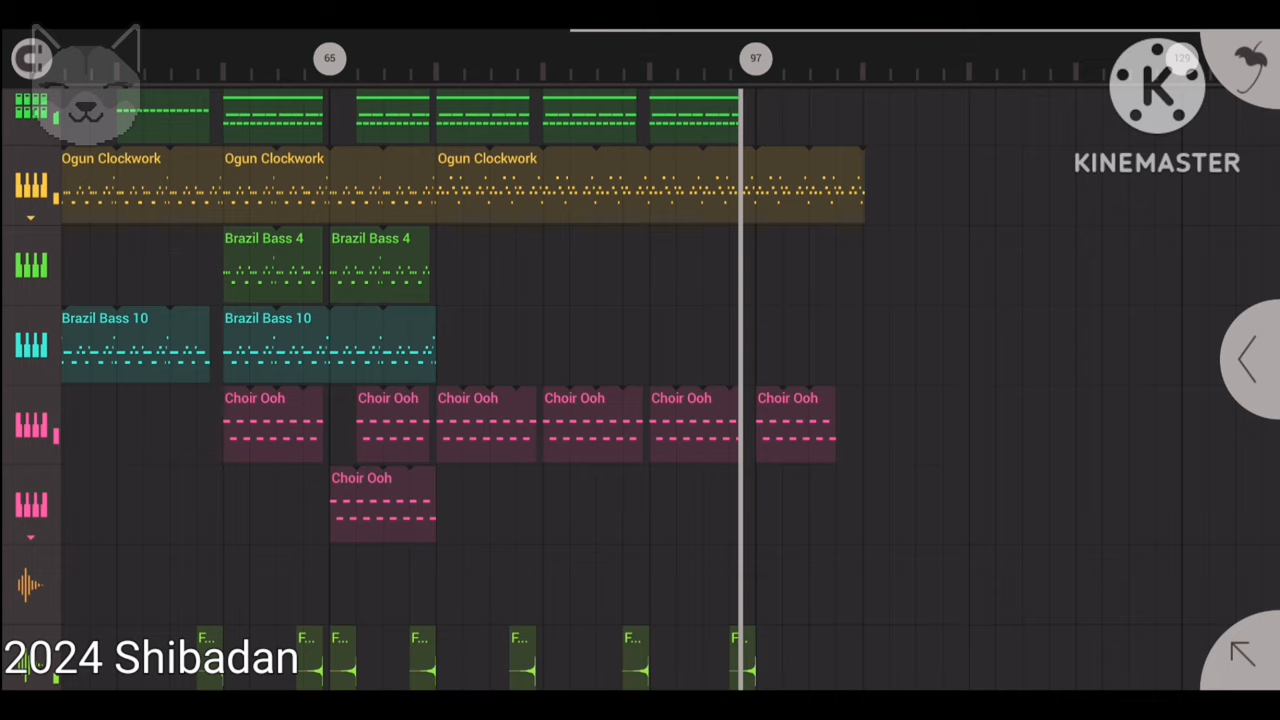 65
97
129
K
KINEMASTER
Ogun Clockwork
Ogun Clockwork
Ogun Clockwork
Brazil Bass 4
Brazil Bass 4
Brazil Bass 10
Brazil Bass 10
Choir Ooh
Choir Ooh
Choir Ooh
Choir Ooh
Choir Ooh
Choir Ooh
Choir Ooh
F...
F...
F...
F...
F...
F...
F...
2024 Shibadan